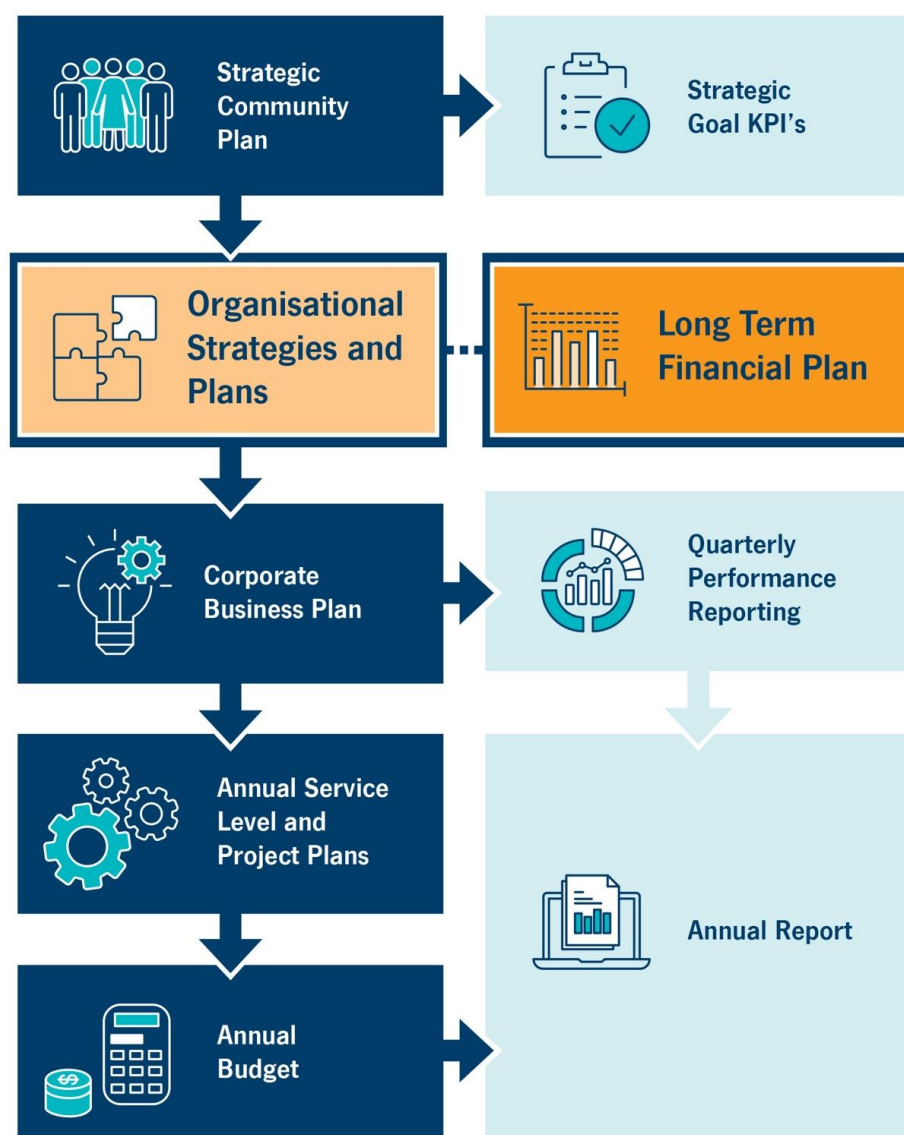 Strategic
Community
Plan
Strategic
Goal KPI's
Organisational
Strategies and
Plans
Long Term
Financial Plan
Corporate
Business Plan
Quarterly
Performance
Reporting
Annual Service
Level and
Project Plans
Annual Report
Annual
Budget
$